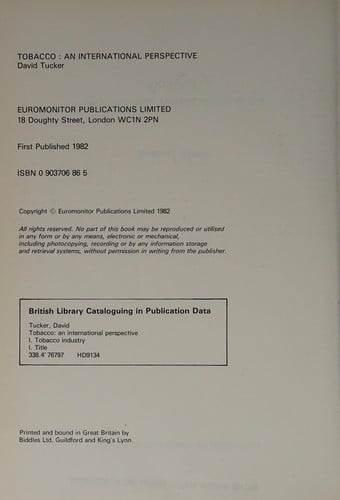 TOBACCO : AN INTERNATIONAL PERSPECTIVE
David Tucker
EUROMONITOR PUBLICATIONS LIMITED
18 Doughty Street, London WC1N 2PN
First Published 1982
ISBN 0 903706 86 5
Copyright © Euromonitor Publications Limited 1982
All rights reserved. No part of this book may be reproduced or utilised
in any form or by any means, electronic or mechanical,
including photocopying, recording or by any information storage
and retrieval systems, without permission in writing from the publisher.
British Library Cataloguing in Publication Data
Tucker, David
Tobacco: an international perspective
I. Tobacco industry
I. Title
338.4' 76797 HD9134
Printed and bound in Great Britain by
Biddles Ltd. Guildford and King's Lynn